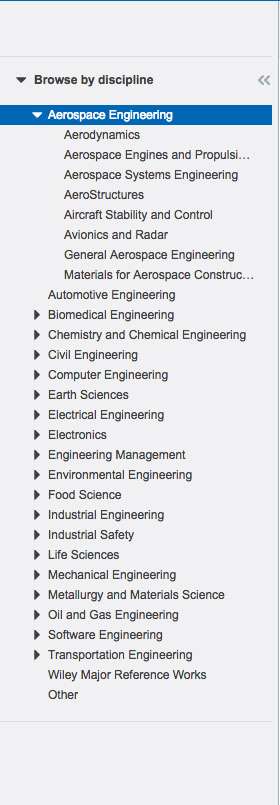 Browse by discipline
Aerospace Engineering
Aerodynamics
Aerospace Engines and Propulsi...
Aerospace Systems Engineering
AeroStructures
Aircraft Stability and Control
Avionics and Radar
General Aerospace Engineering
Materials for Aerospace Construc...
Automotive Engineering
Biomedical Engineering
Chemistry and Chemical Engineering
Civil Engineering
Computer Engineering
Earth Sciences
Electrical Engineering
Electronics
Engineering Management
Environmental Engineering
Food Science
Industrial Engineering
Industrial Safety
Life Sciences
Mechanical Engineering
Metallurgy and Materials Science
Oil and Gas Engineering
Software Engineering
Transportation Engineering
Wiley Major Reference Works
Other